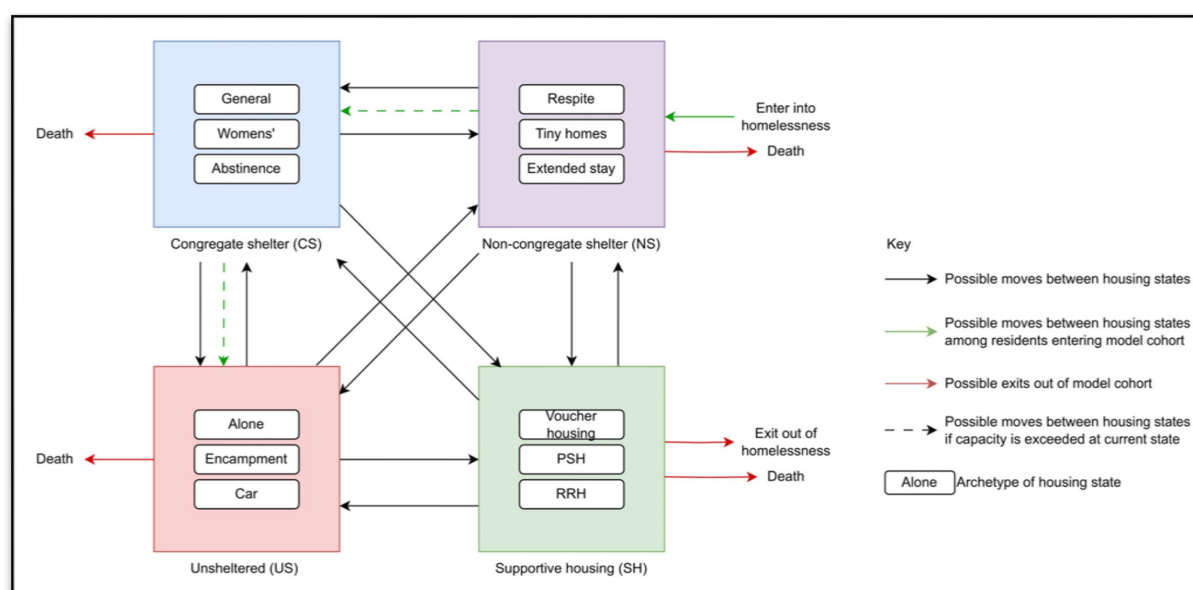 General
Womens'
Abstinence
Death
Congregate shelter (CS)
Respite
Tiny homes
Extended stay
Enter into
homelessness
Death
Non-congregate shelter (NS)
Alone
Encampment
Car
Death
Unsheltered (US)
Voucher
housing
PSH
RRH
Exit out of
homelessness
Death
Supportive housing (SH)
Key
Possible moves between housing states
Possible moves between housing states
among residents entering model cohort
Possible exits out of model cohort
Possible moves between housing states
if capacity is exceeded at current state
Alone Archetype of housing state